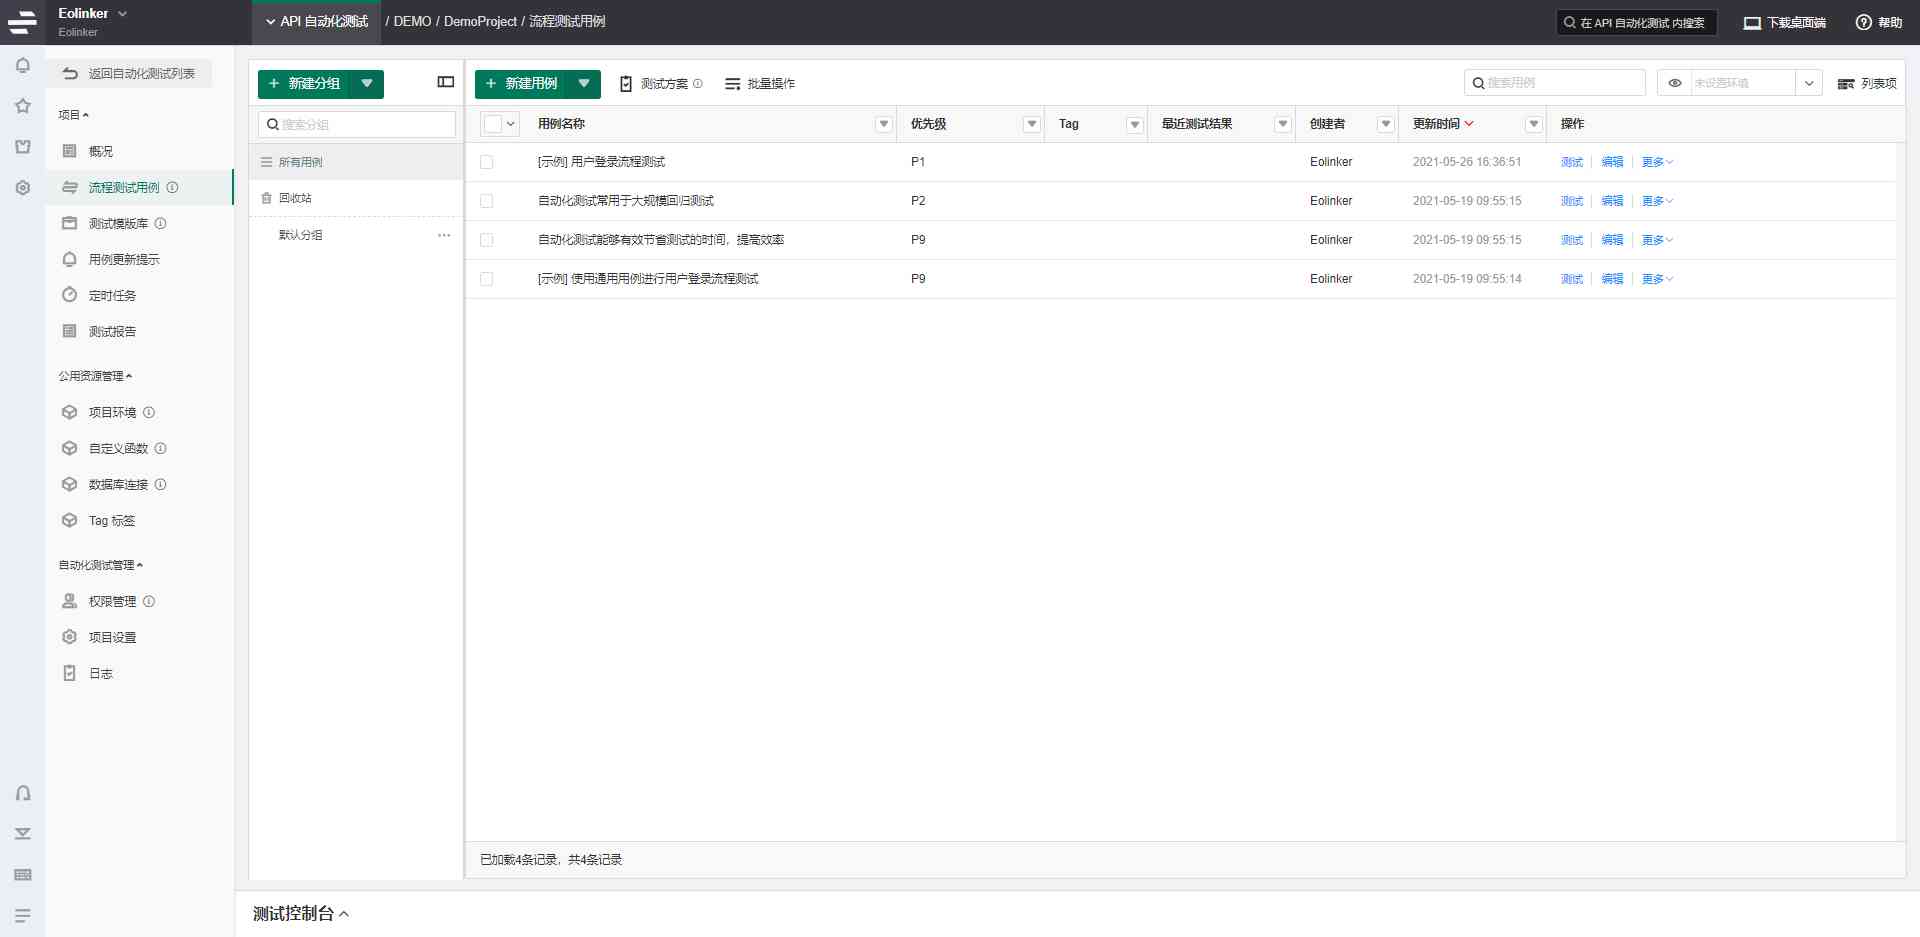 Eolinker
Eolinker
API 自动化测试 / DEMO / DemoProject / 流程测试用例
在 API 自动化测试 内搜索
下载桌面端
帮助
返回自动化测试列表
项目
概况
流程测试用例
测试模版库
用例更新提示
定时任务
测试报告
公用资源管理
项目环境
自定义函数
数据库连接
Tag 标签
自动化测试管理
权限管理
项目设置
日志
新建分组
搜索分组
所有用例
回收站
默认分组
新建用例
测试方案
批量操作
搜索用例
未设置环境
列表项
用例名称 优先级 Tag 最近测试结果 创建者 更新时间 操作
[示例] 用户登录流程测试 P1 Eolinker 2021-05-26 16:36:51 测试 编辑 更多
自动化测试常用于大规模回归测试 P2 Eolinker 2021-05-19 09:55:15 测试 编辑 更多
自动化测试能够有效节省测试的时间，提高效率 P9 Eolinker 2021-05-19 09:55:15 测试 编辑 更多
[示例] 使用通用用例进行用户登录流程测试 P9 Eolinker 2021-05-19 09:55:14 测试 编辑 更多
已加载4条记录，共4条记录
测试控制台